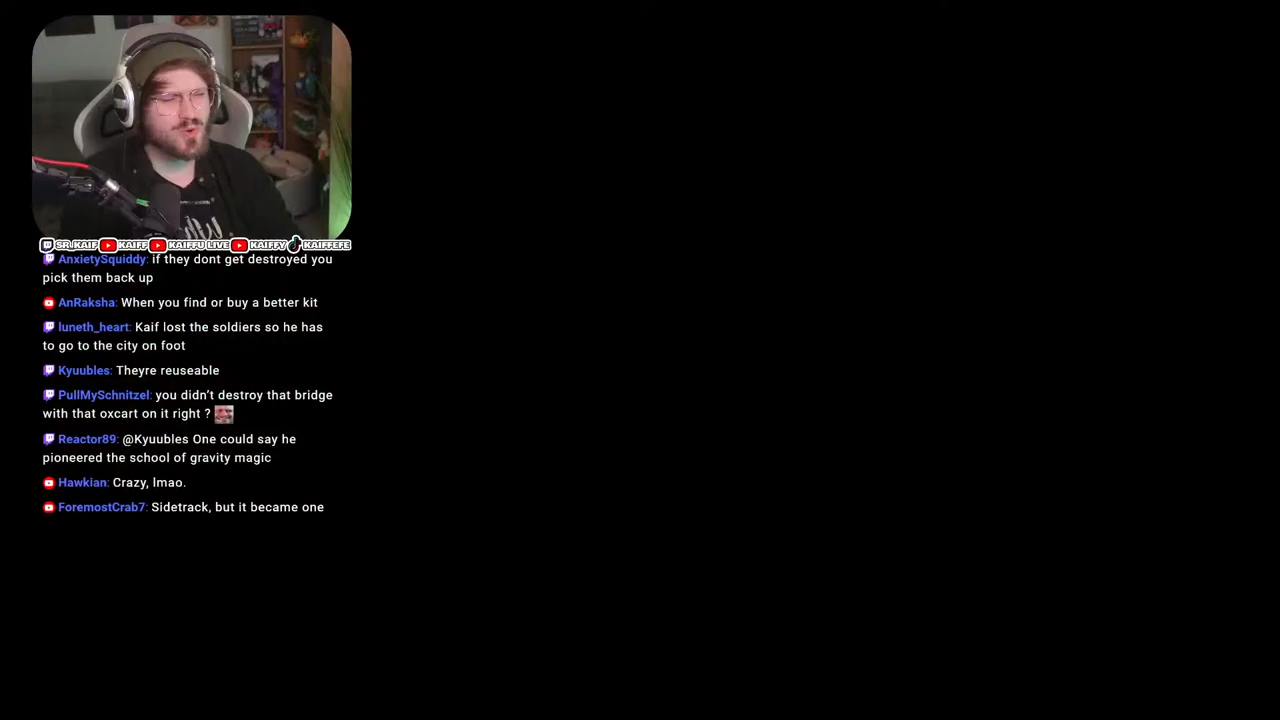 SR_KAIF KAIFF KAIFFU LIVE KAIFFY KAIFFEFE
AnxietySquiddy: if they dont get destroyed you
pick them back up
AnRaksha: When you find or buy a better kit
luneth_heart: Kaif lost the soldiers so he has
to go to the city on foot
Kyuubles: Theyre reuseable
PullMySchnitzel: you didn’t destroy that bridge
with that oxcart on it right ?
Reactor89: @Kyuubles One could say he
pioneered the school of gravity magic
Hawkian: Crazy, lmao.
ForemostCrab7: Sidetrack, but it became one